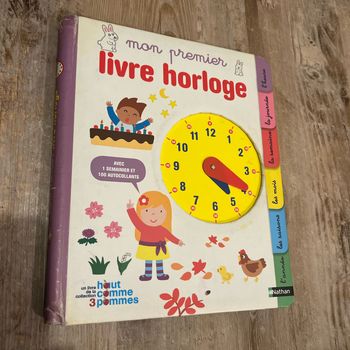 mon premier
livre horloge
12
11
1
10
2
9
3
8
4
7
5
6
AVEC
1 SEMAINIER ET
100 AUTOCOLLANTS
l'heure
la journée
la semaine
les mois
les saisons
l'année
un livre
de la
collection
haut
comme
3 pommes
Nathan